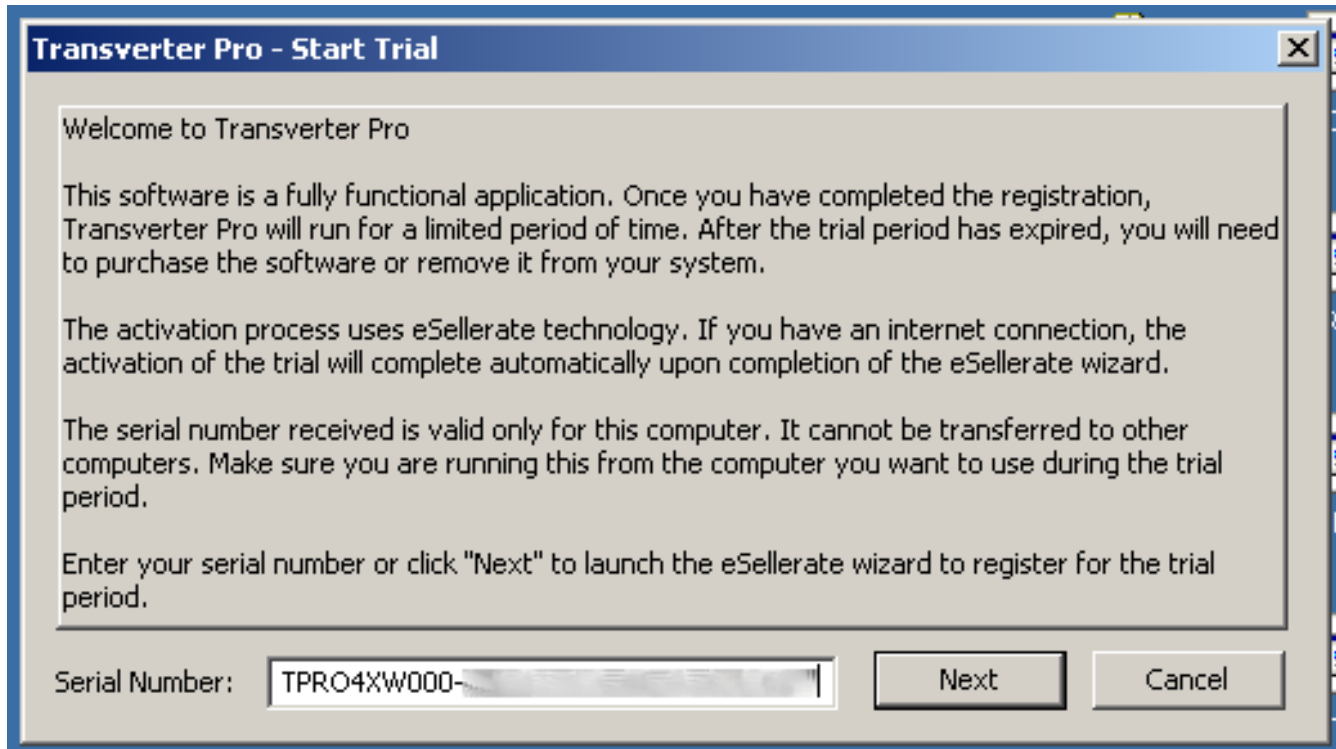 Transverter Pro - Start Trial
Welcome to Transverter Pro
This software is a fully functional application. Once you have completed the registration,
Transverter Pro will run for a limited period of time. After the trial period has expired, you will need
to purchase the software or remove it from your system.
The activation process uses eSellerate technology. If you have an internet connection, the
activation of the trial will complete automatically upon completion of the eSellerate wizard.
The serial number received is valid only for this computer. It cannot be transferred to other
computers. Make sure you are running this from the computer you want to use during the trial
period.
Enter your serial number or click "Next" to launch the eSellerate wizard to register for the trial
period.
Serial Number: TPRO4XW000- Next Cancel